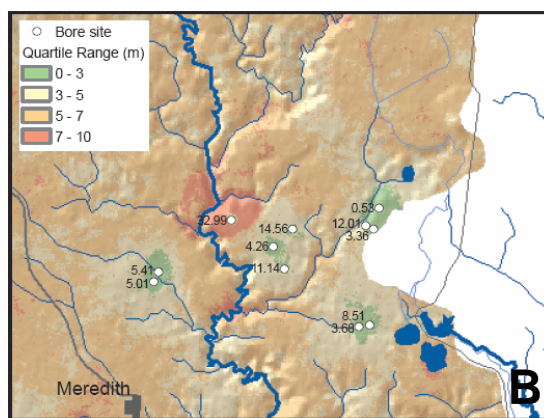 Bore site
Quartile Range (m)
0 - 3
3 - 5
5 - 7
7 - 10
0.53
32.99
14.56
12.01
3.36
4.26
5.41
11.14
5.01
8.51
3.68
Meredith
B